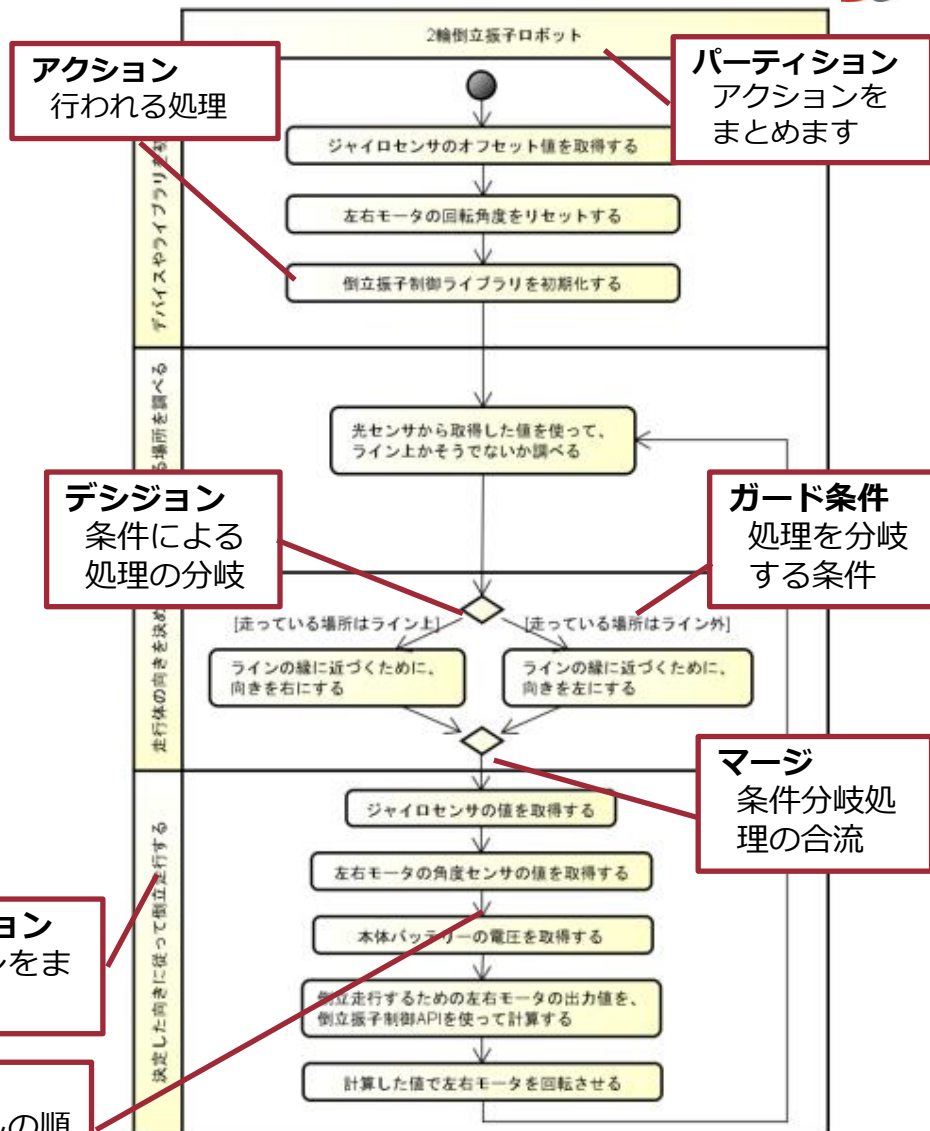 2輪倒立振子ロボット
アクション
行われる処理
パーティション
アクションを
まとめます
ジャイロセンサのオフセット値を取得する
左右モータの回転角度をリセットする
倒立振子制御ライブラリを初期化する
デバイスやライブラリを
光センサから取得した値を使って、
ライン上かそうでないか調べる
る場所を調べる
デシジョン
条件による
処理の分岐
ガード条件
処理を分岐
する条件
[走っている場所はライン上]
[走っている場所はライン外]
ラインの縁に近づくために、
向きを右にする
ラインの縁に近づくために、
向きを左にする
走行体の向きを決め
マージ
条件分岐処
理の合流
ジャイロセンサの値を取得する
左右モータの角度センサの値を取得する
本体バッテリーの電圧を取得する
倒立走行するための左右モータの出力値を、
倒立振子制御APIを使って計算する
計算した値で左右モータを回転させる
決定した向きに従って倒立走行する
ョン
をま
の順